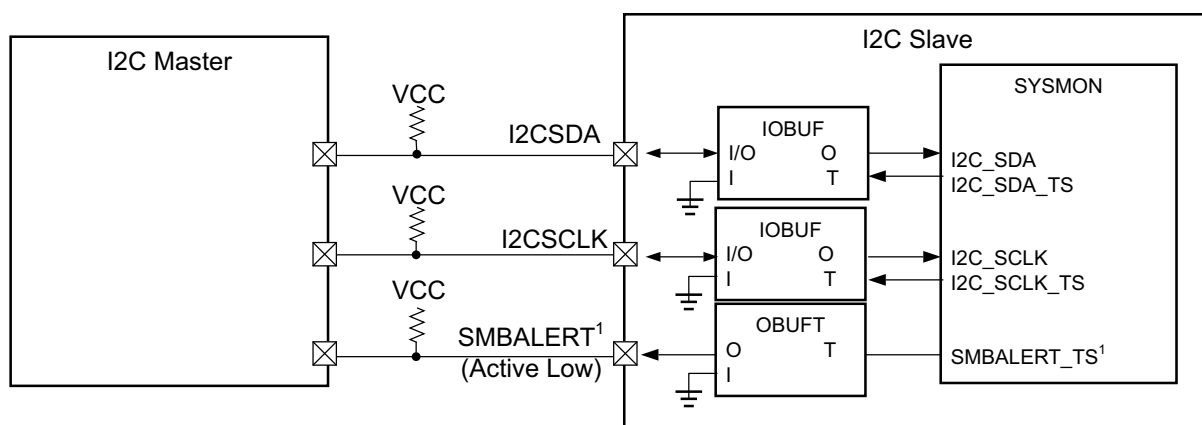 I2C Master
I2C Slave
SYSMON
VCC
I2CSDA
IOBUF
I/O O
I T
I2C_SDA
I2C_SDA_TS
VCC
I2CSCLK
IOBUF
I/O O
I T
I2C_SCLK
I2C_SCLK_TS
VCC
SMBALERT¹
(Active Low)
OBUFT
O T
I
SMBALERT_TS¹